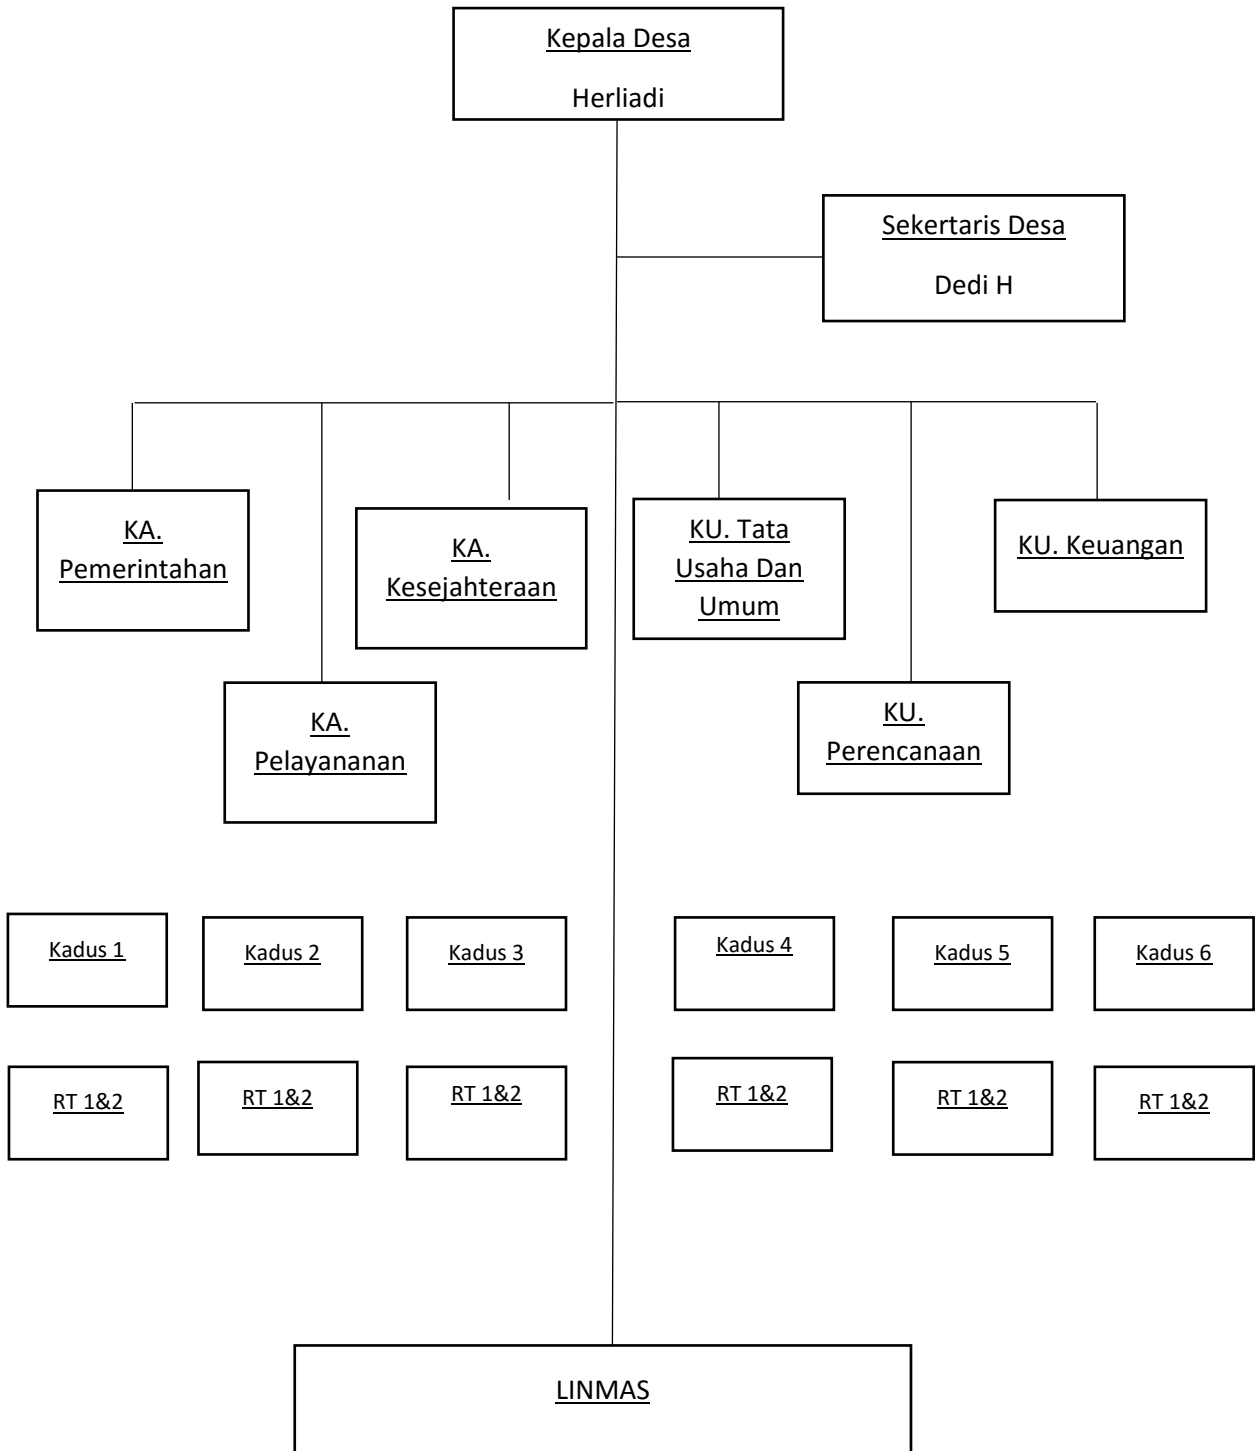 Kepala Desa
Herliadi
Sekertaris Desa
Dedi H
KA.
Pemerintahan
KA.
Kesejahteraan
KU. Tata
Usaha Dan
Umum
KU. Keuangan
KA.
Pelayananan
KU.
Perencanaan
Kadus 1
Kadus 2
Kadus 3
Kadus 4
Kadus 5
Kadus 6
RT 1&2
RT 1&2
RT 1&2
RT 1&2
RT 1&2
RT 1&2
LINMAS